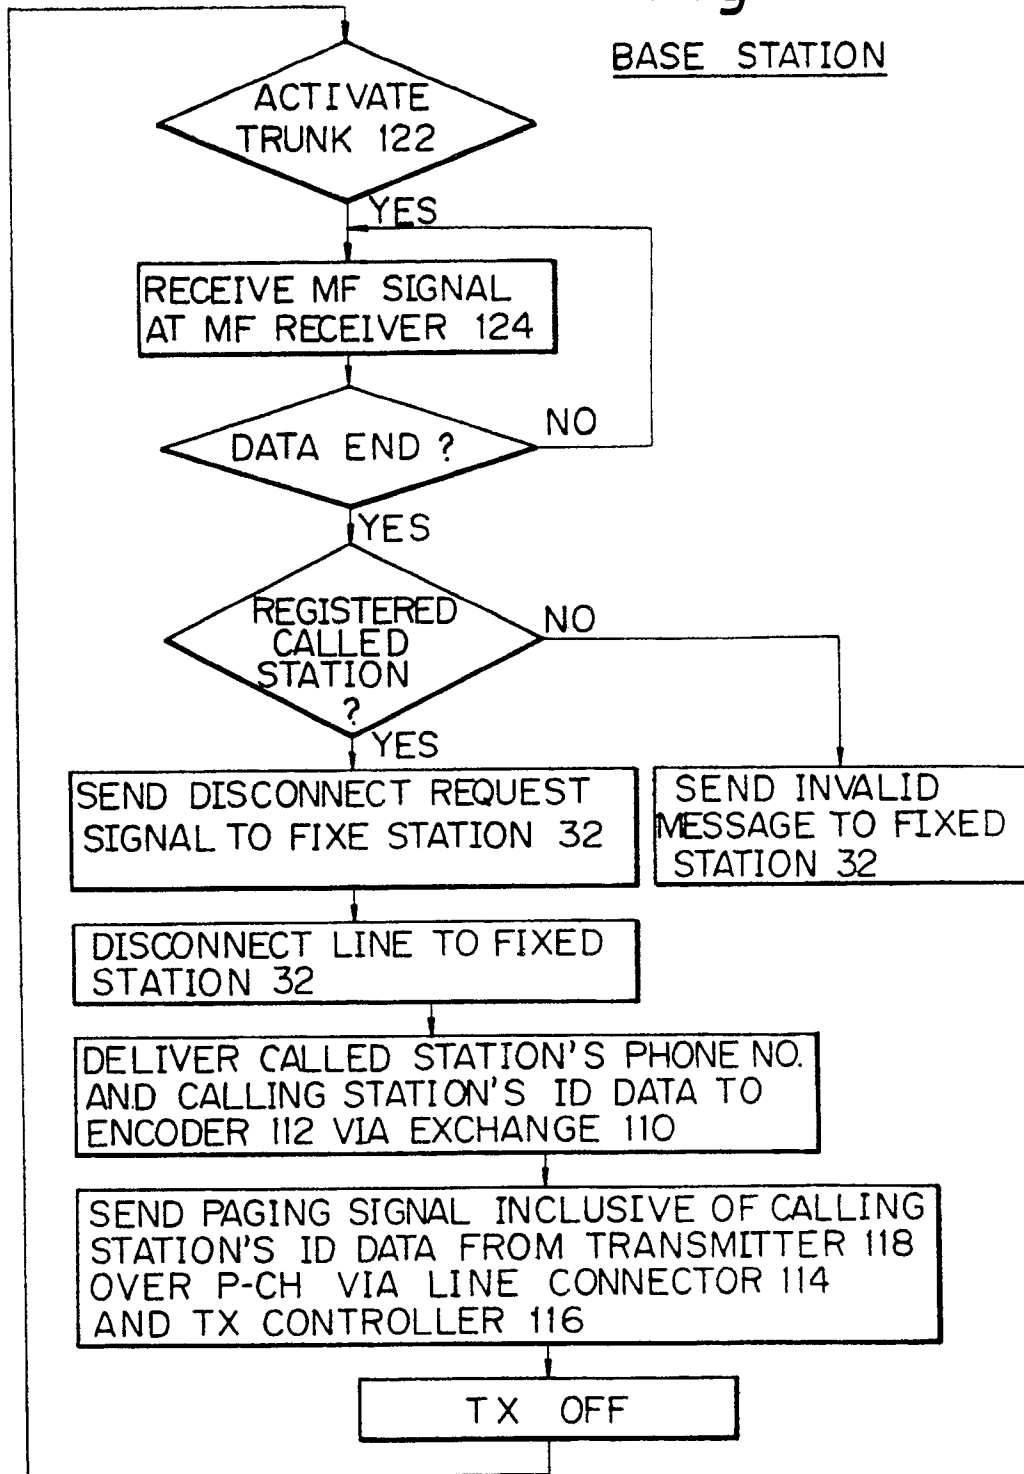 BASE STATION
ACTIVATE
TRUNK 122
YES
RECEIVE MF SIGNAL
AT MF RECEIVER 124
DATA END ?
NO
YES
REGISTERED
CALLED
STATION
?
NO
YES
SEND DISCONNECT REQUEST
SIGNAL TO FIXE STATION 32
SEND INVALID
MESSAGE TO FIXED
STATION 32
DISCONNECT LINE TO FIXED
STATION 32
DELIVER CALLED STATION'S PHONE NO.
AND CALLING STATION'S ID DATA TO
ENCODER 112 VIA EXCHANGE 110
SEND PAGING SIGNAL INCLUSIVE OF CALLING
STATION'S ID DATA FROM TRANSMITTER 118
OVER P-CH VIA LINE CONNECTOR 114
AND TX CONTROLLER 116
TX OFF